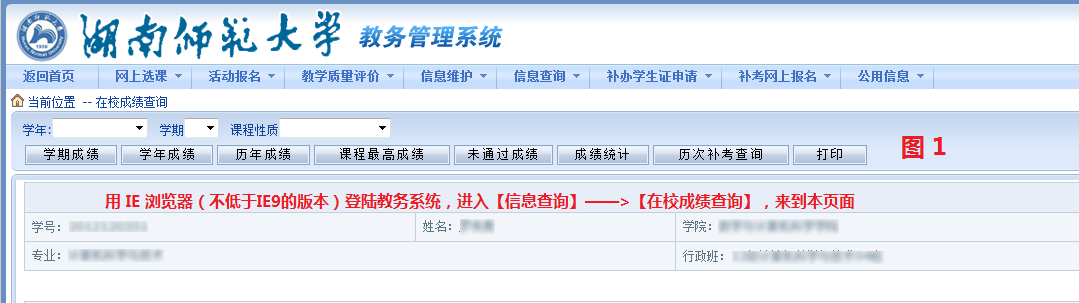 湖南师范大学 教务管理系统
返回首页 网上选课 活动报名 教学质量评价 信息维护 信息查询 补办学生证申请 补考网上报名 公用信息
当前位置 -- 在校成绩查询
学年: 学期 课程性质
学期成绩 学年成绩 历年成绩 课程最高成绩 未通过成绩 成绩统计 历次补考查询 打印
图 1
用 IE 浏览器（不低于IE9的版本）登陆教务系统，进入【信息查询】——>【在校成绩查询】，来到本页面
学号: 姓名: 学院:
专业: 行政班: